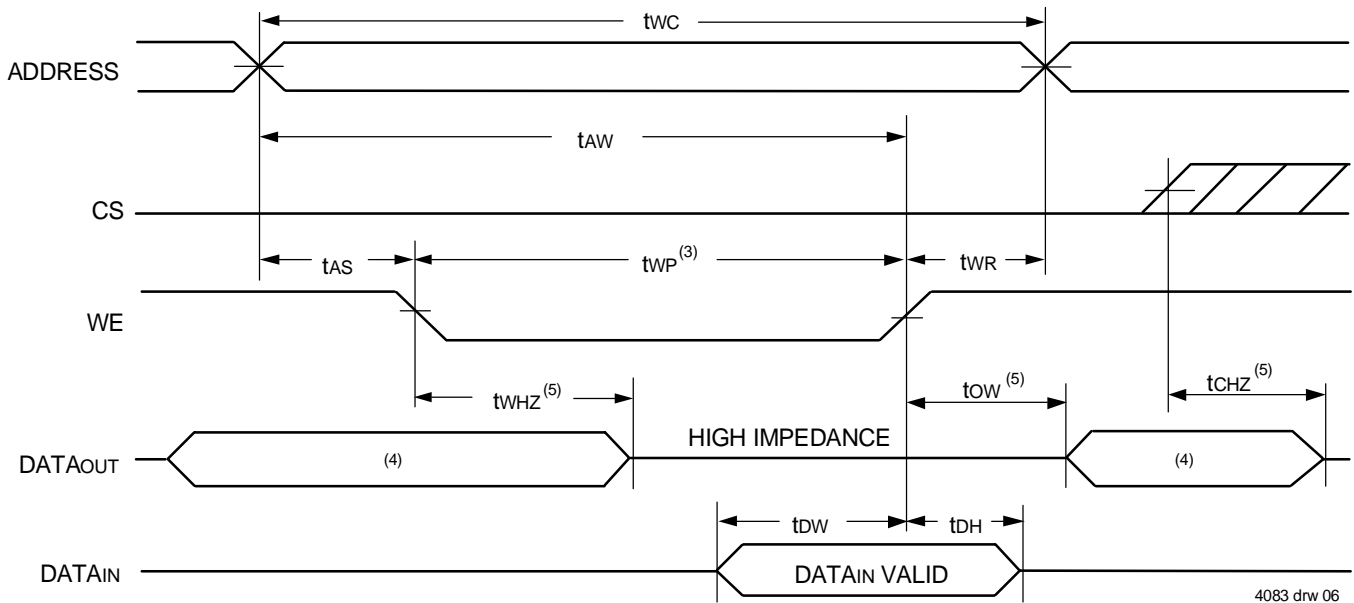 tWC
ADDRESS
tAW
CS
tAS
tWP(3)
tWR
WE
tWHZ(5)
tOW(5)
tCHZ(5)
HIGH IMPEDANCE
DATAOUT
(4)
(4)
tDW
tDH
DATAIN
DATAIN VALID
4083 drw 06